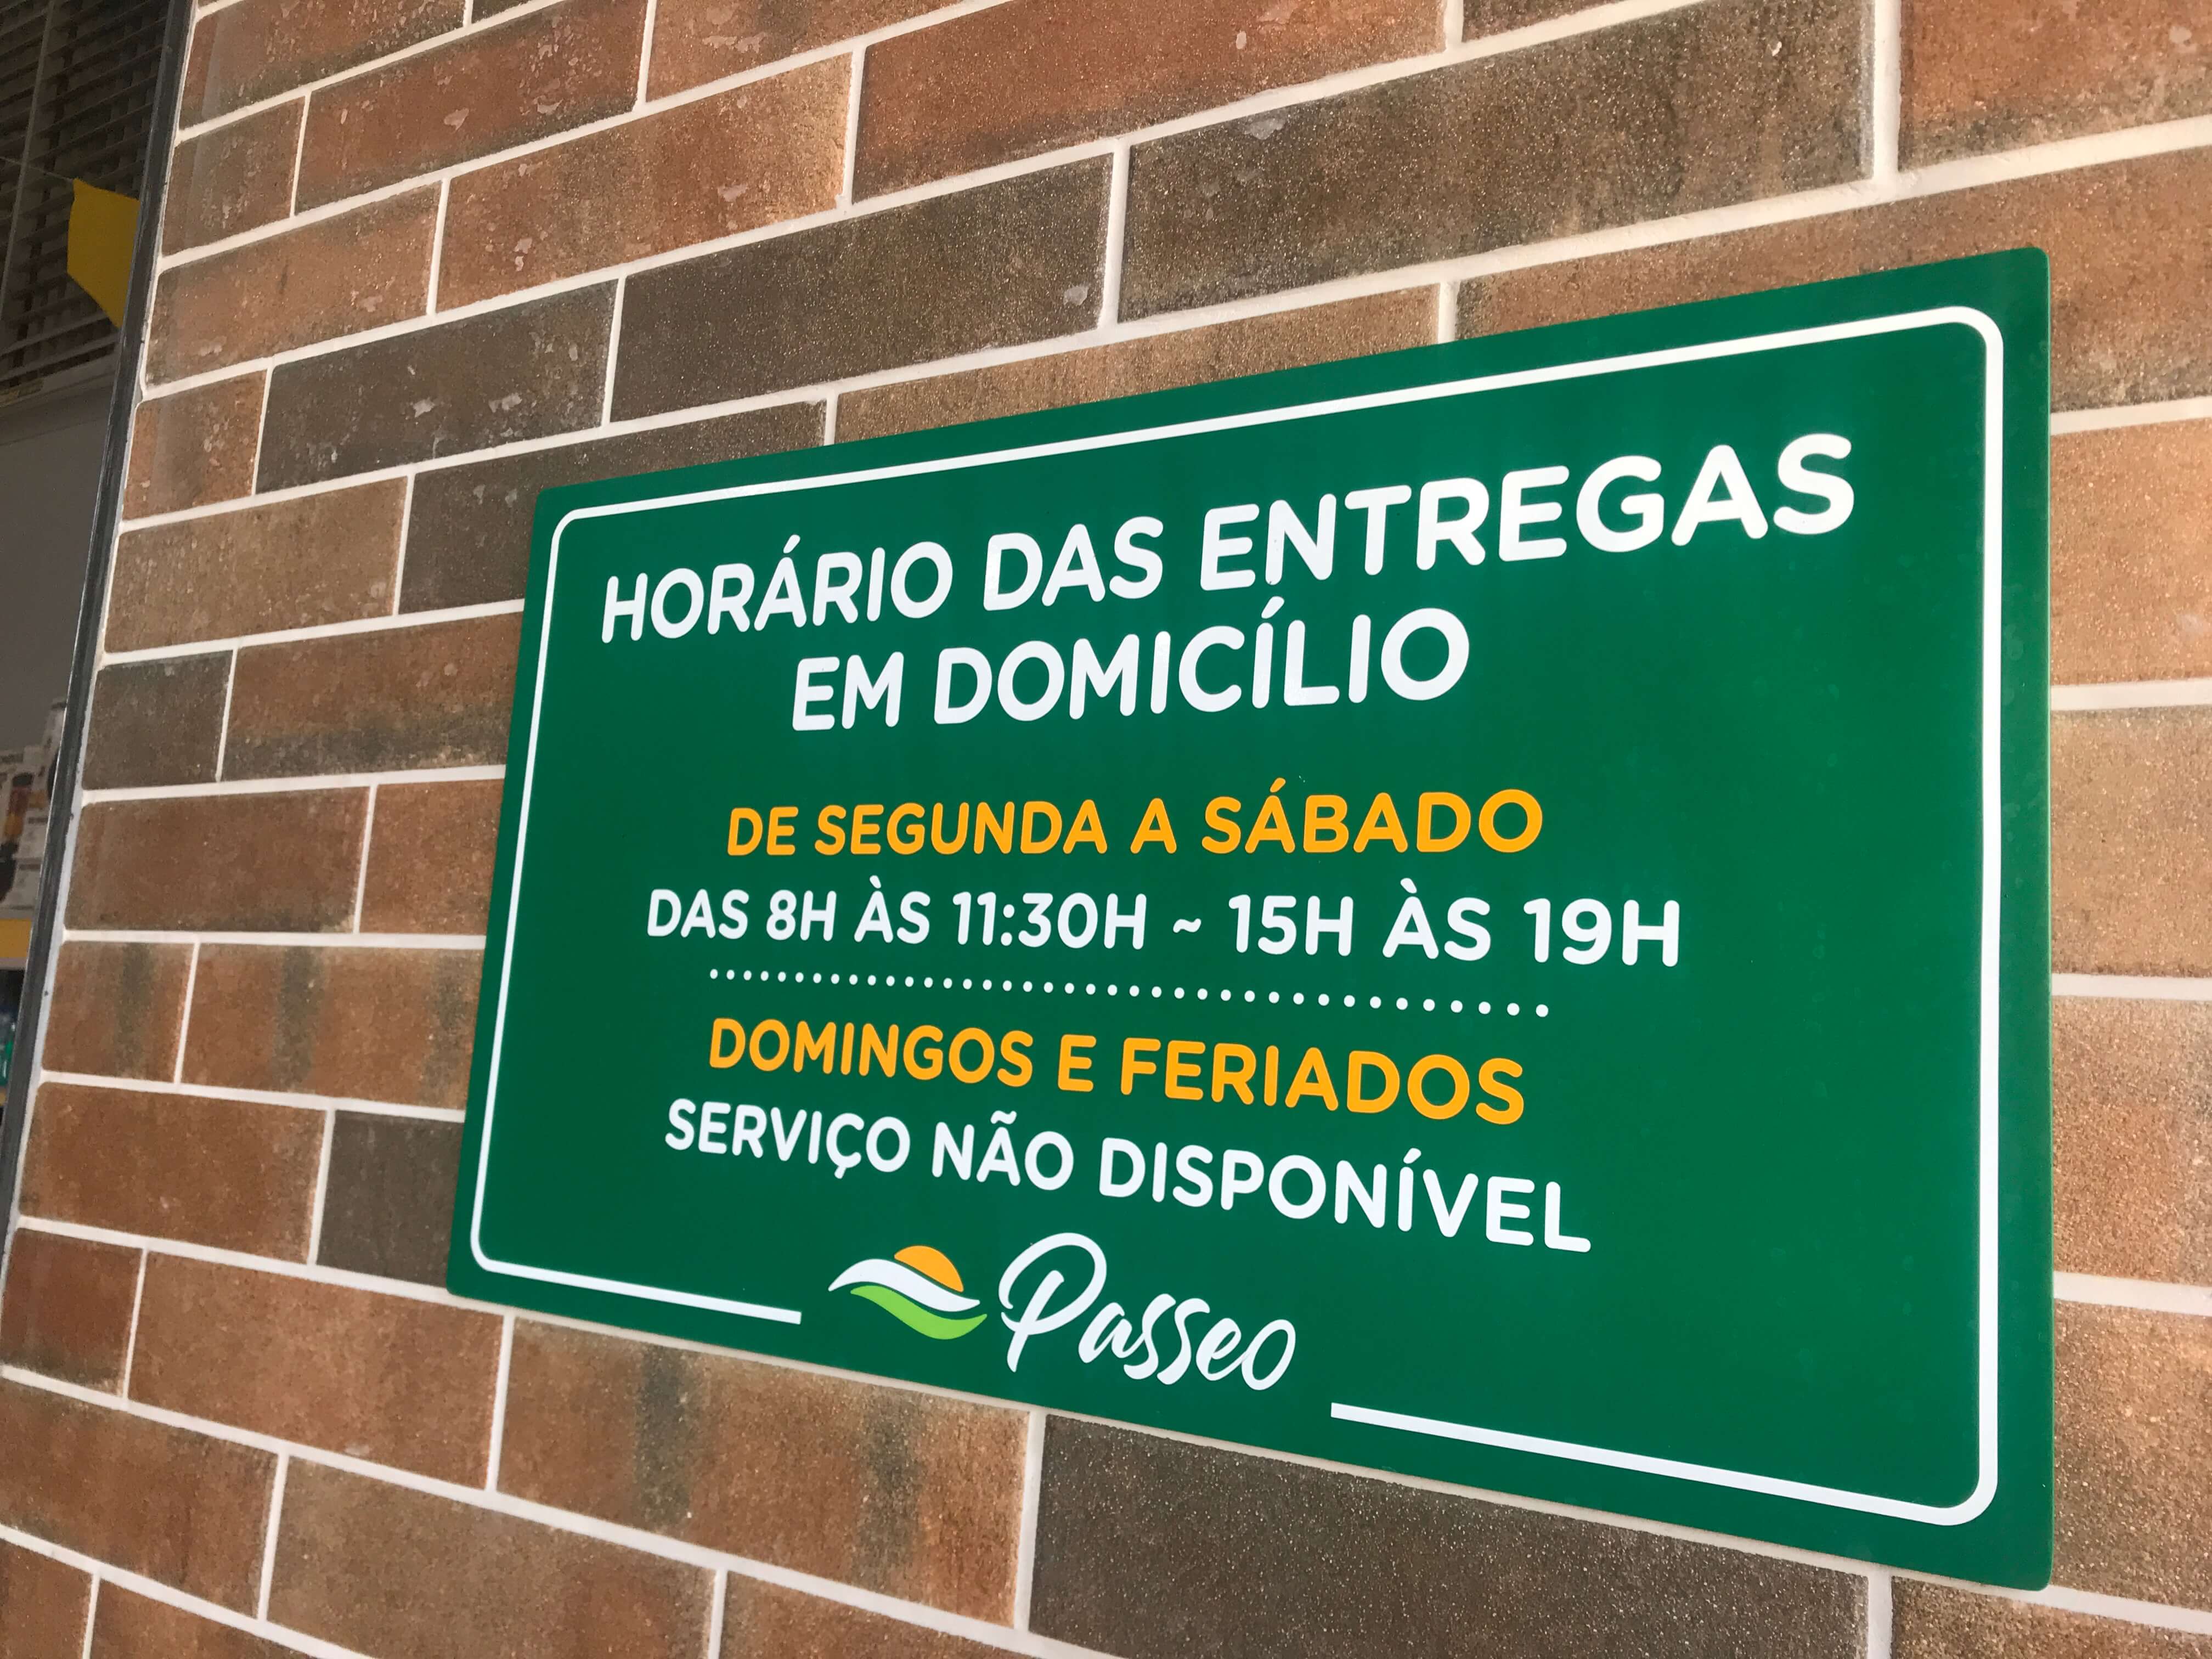 HORÁRIO DAS ENTREGAS
EM DOMICÍLIO
DE SEGUNDA A SÁBADO
DAS 8H ÀS 11:30H ~ 15H ÀS 19H
DOMINGOS E FERIADOS
SERVIÇO NÃO DISPONÍVEL
Passeo